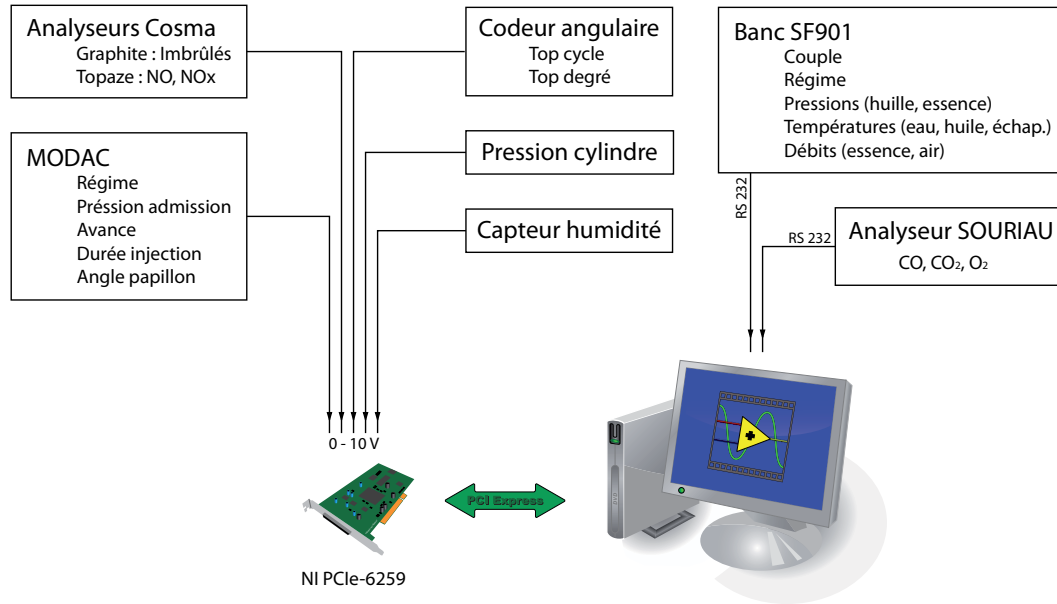 Analyseurs Cosma
Graphite : Imbrûlés
Topaze : NO, NOx
Codeur angulaire
Top cycle
Top degré
Banc SF901
Couple
Régime
Pressions (huille, essence)
Températures (eau, huile, échap.)
Débits (essence, air)
MODAC
Régime
Préssion admission
Avance
Durée injection
Angle papillon
Pression cylindre
Capteur humidité
RS 232
RS 232
Analyseur SOURIAU
CO, CO₂, O₂
0 - 10 V
PCI Express
NI PCIe-6259